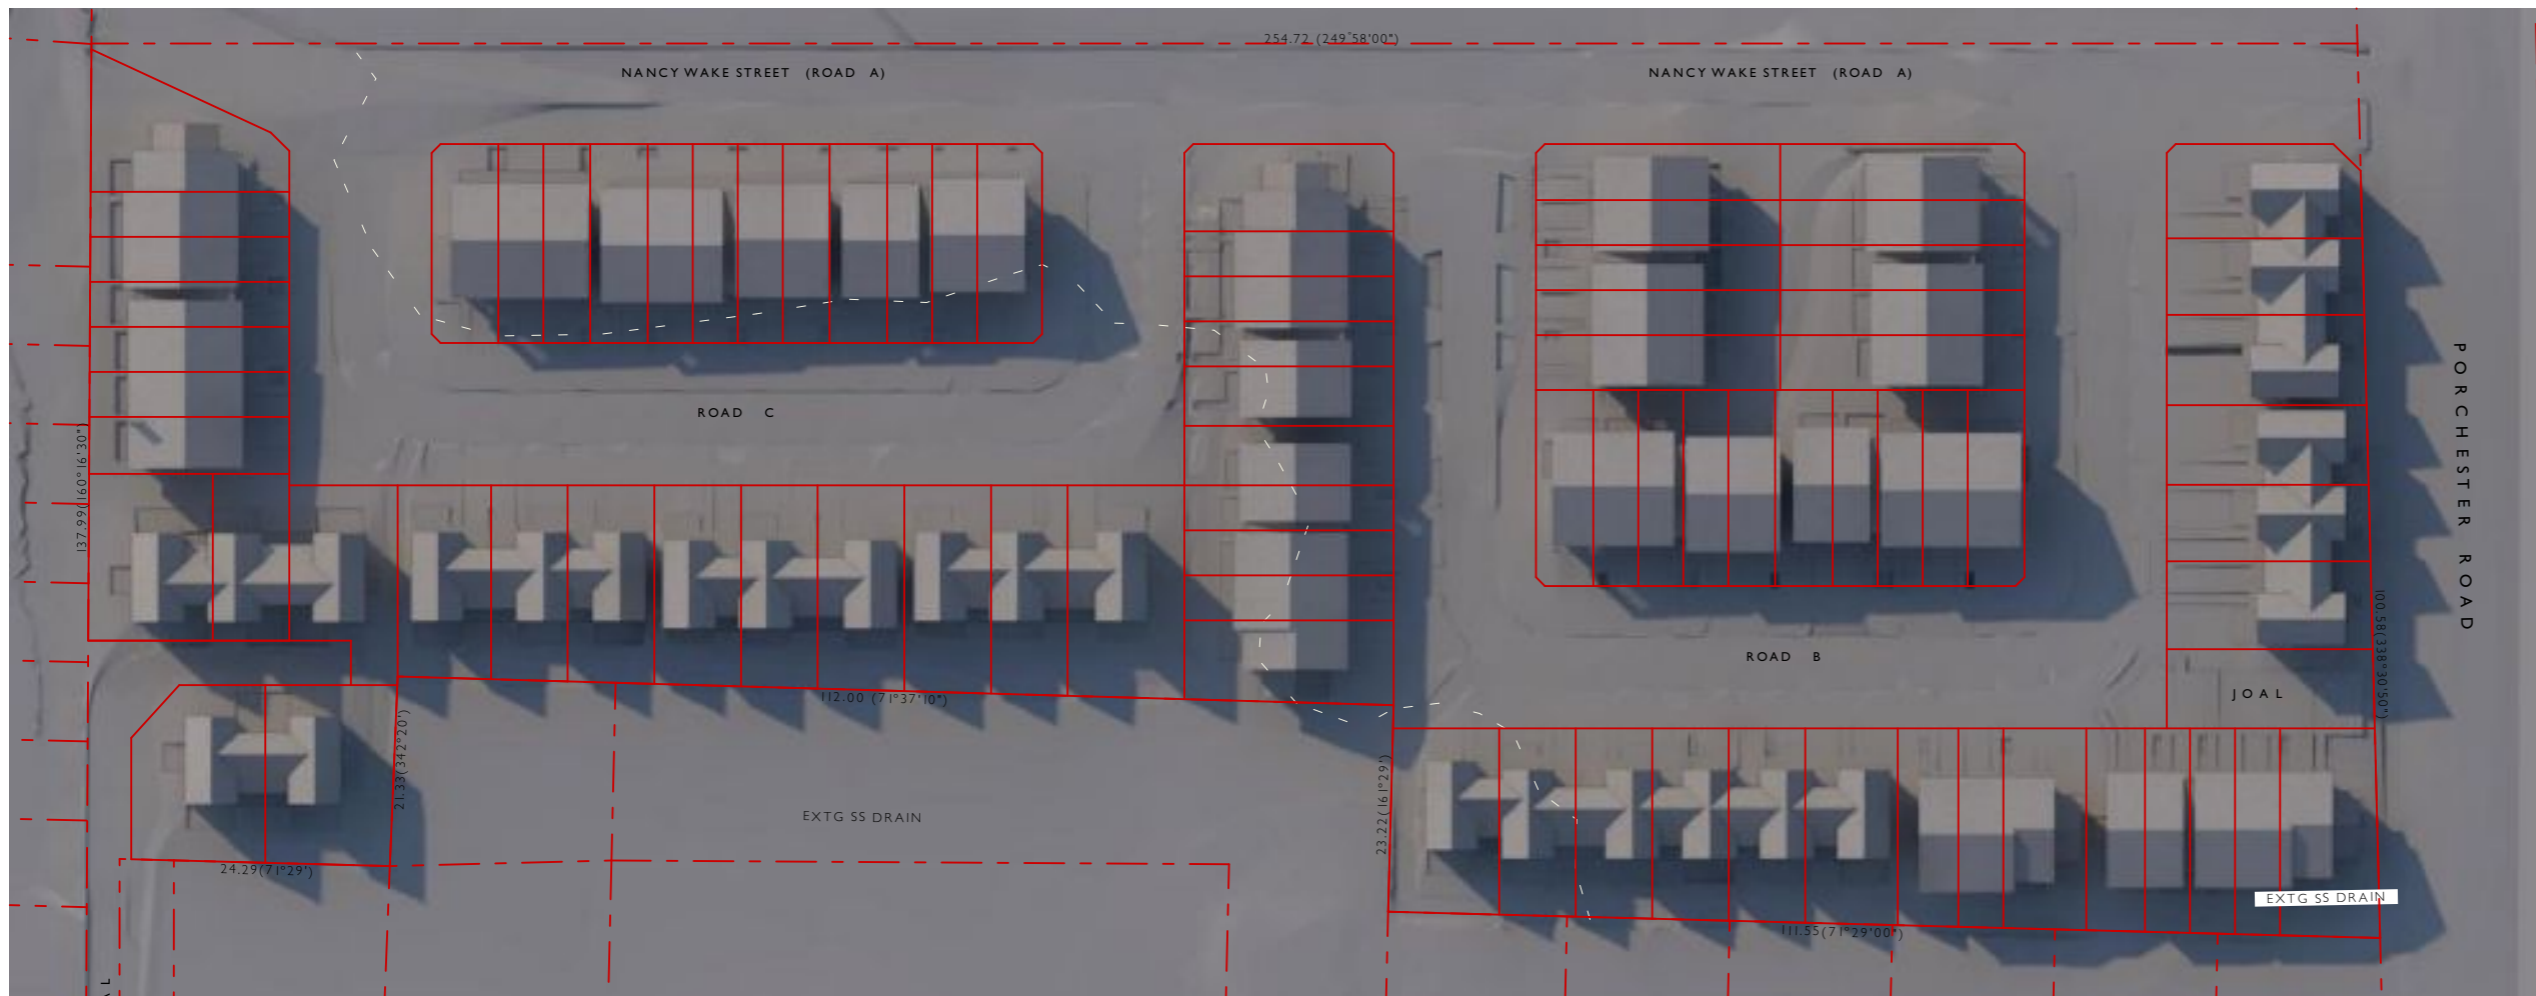 254.72 (249°58'00")
NANCY WAKE STREET (ROAD A)
NANCY WAKE STREET (ROAD A)
PORCHESTER ROAD
ROAD C
137.99(160°16'30")
ROAD B
100.58(338°30'50")
JOAL
112.00 (71°37'10")
21.33(342°20')
23.22(161°29')
EXTG SS DRAIN
24.29(71°29')
EXTG SS DRAIN
111.55(71°29'00")